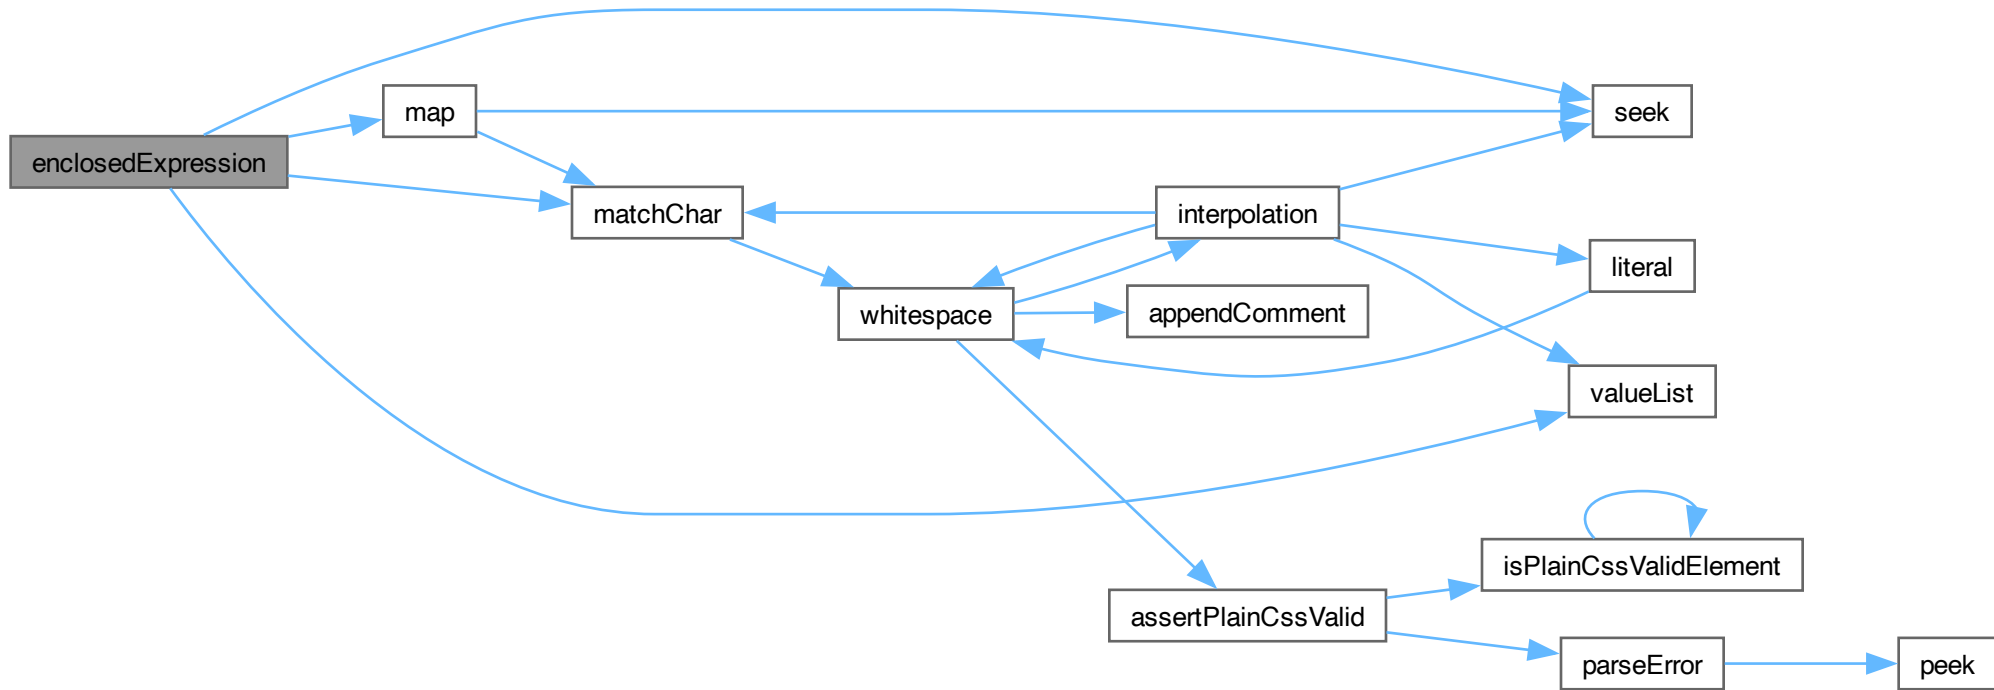 enclosedExpression
map
matchChar
whitespace
interpolation
appendComment
seek
literal
valueList
isPlainCssValidElement
assertPlainCssValid
parseError
peek